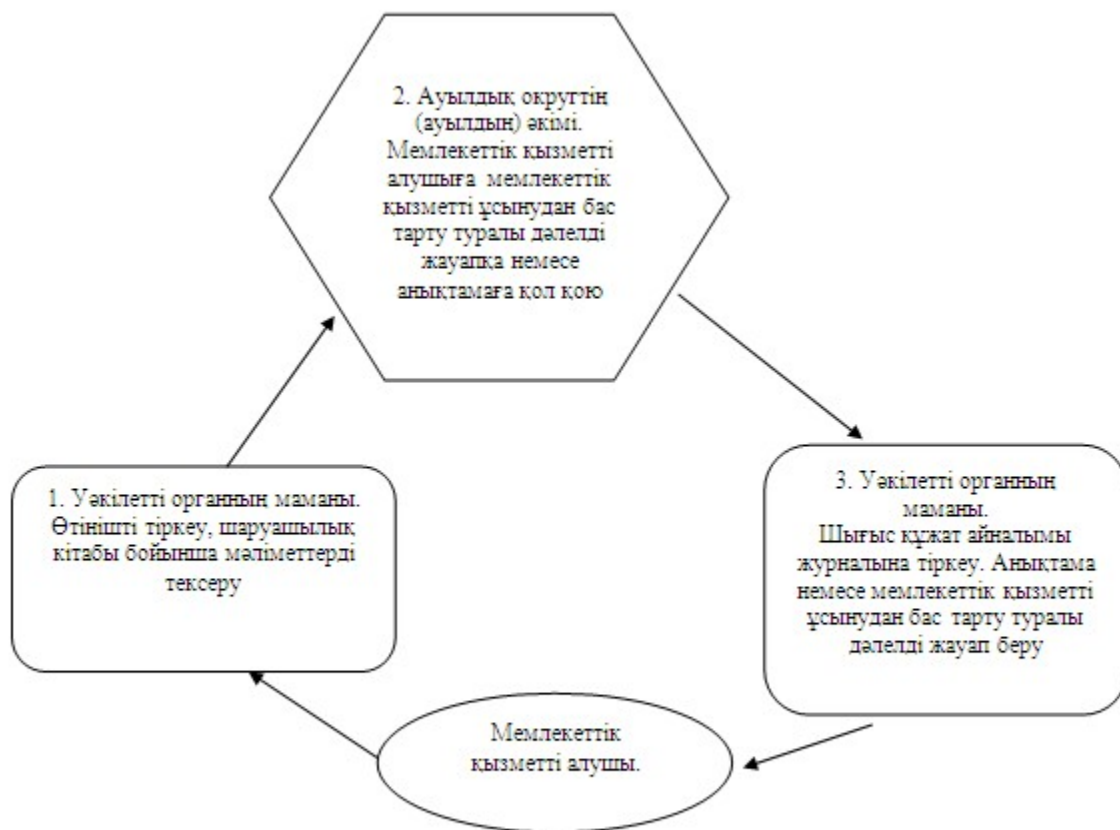 2. Ауылдық округтің
(ауылдың) әкімі.
Мемлекеттік қызметті
алушыға мемлекеттік
қызметті ұсынудан бас
тарту туралы дәлелді
жауапқа немесе
анықтамаға қол қою
1. Уәкілетті органның маманы.
Өтінішті тіркеу, шаруашылық
кітабы бойынша мәліметтерді
тексеру
3. Уәкілетті органның
маманы.
Шығыс құжат айналымы
журналына тіркеу. Анықтама
немесе мемлекеттік қызметті
ұсынудан бас тарту туралы
дәлелді жауап беру
Мемлекеттік
қызметті алушы.